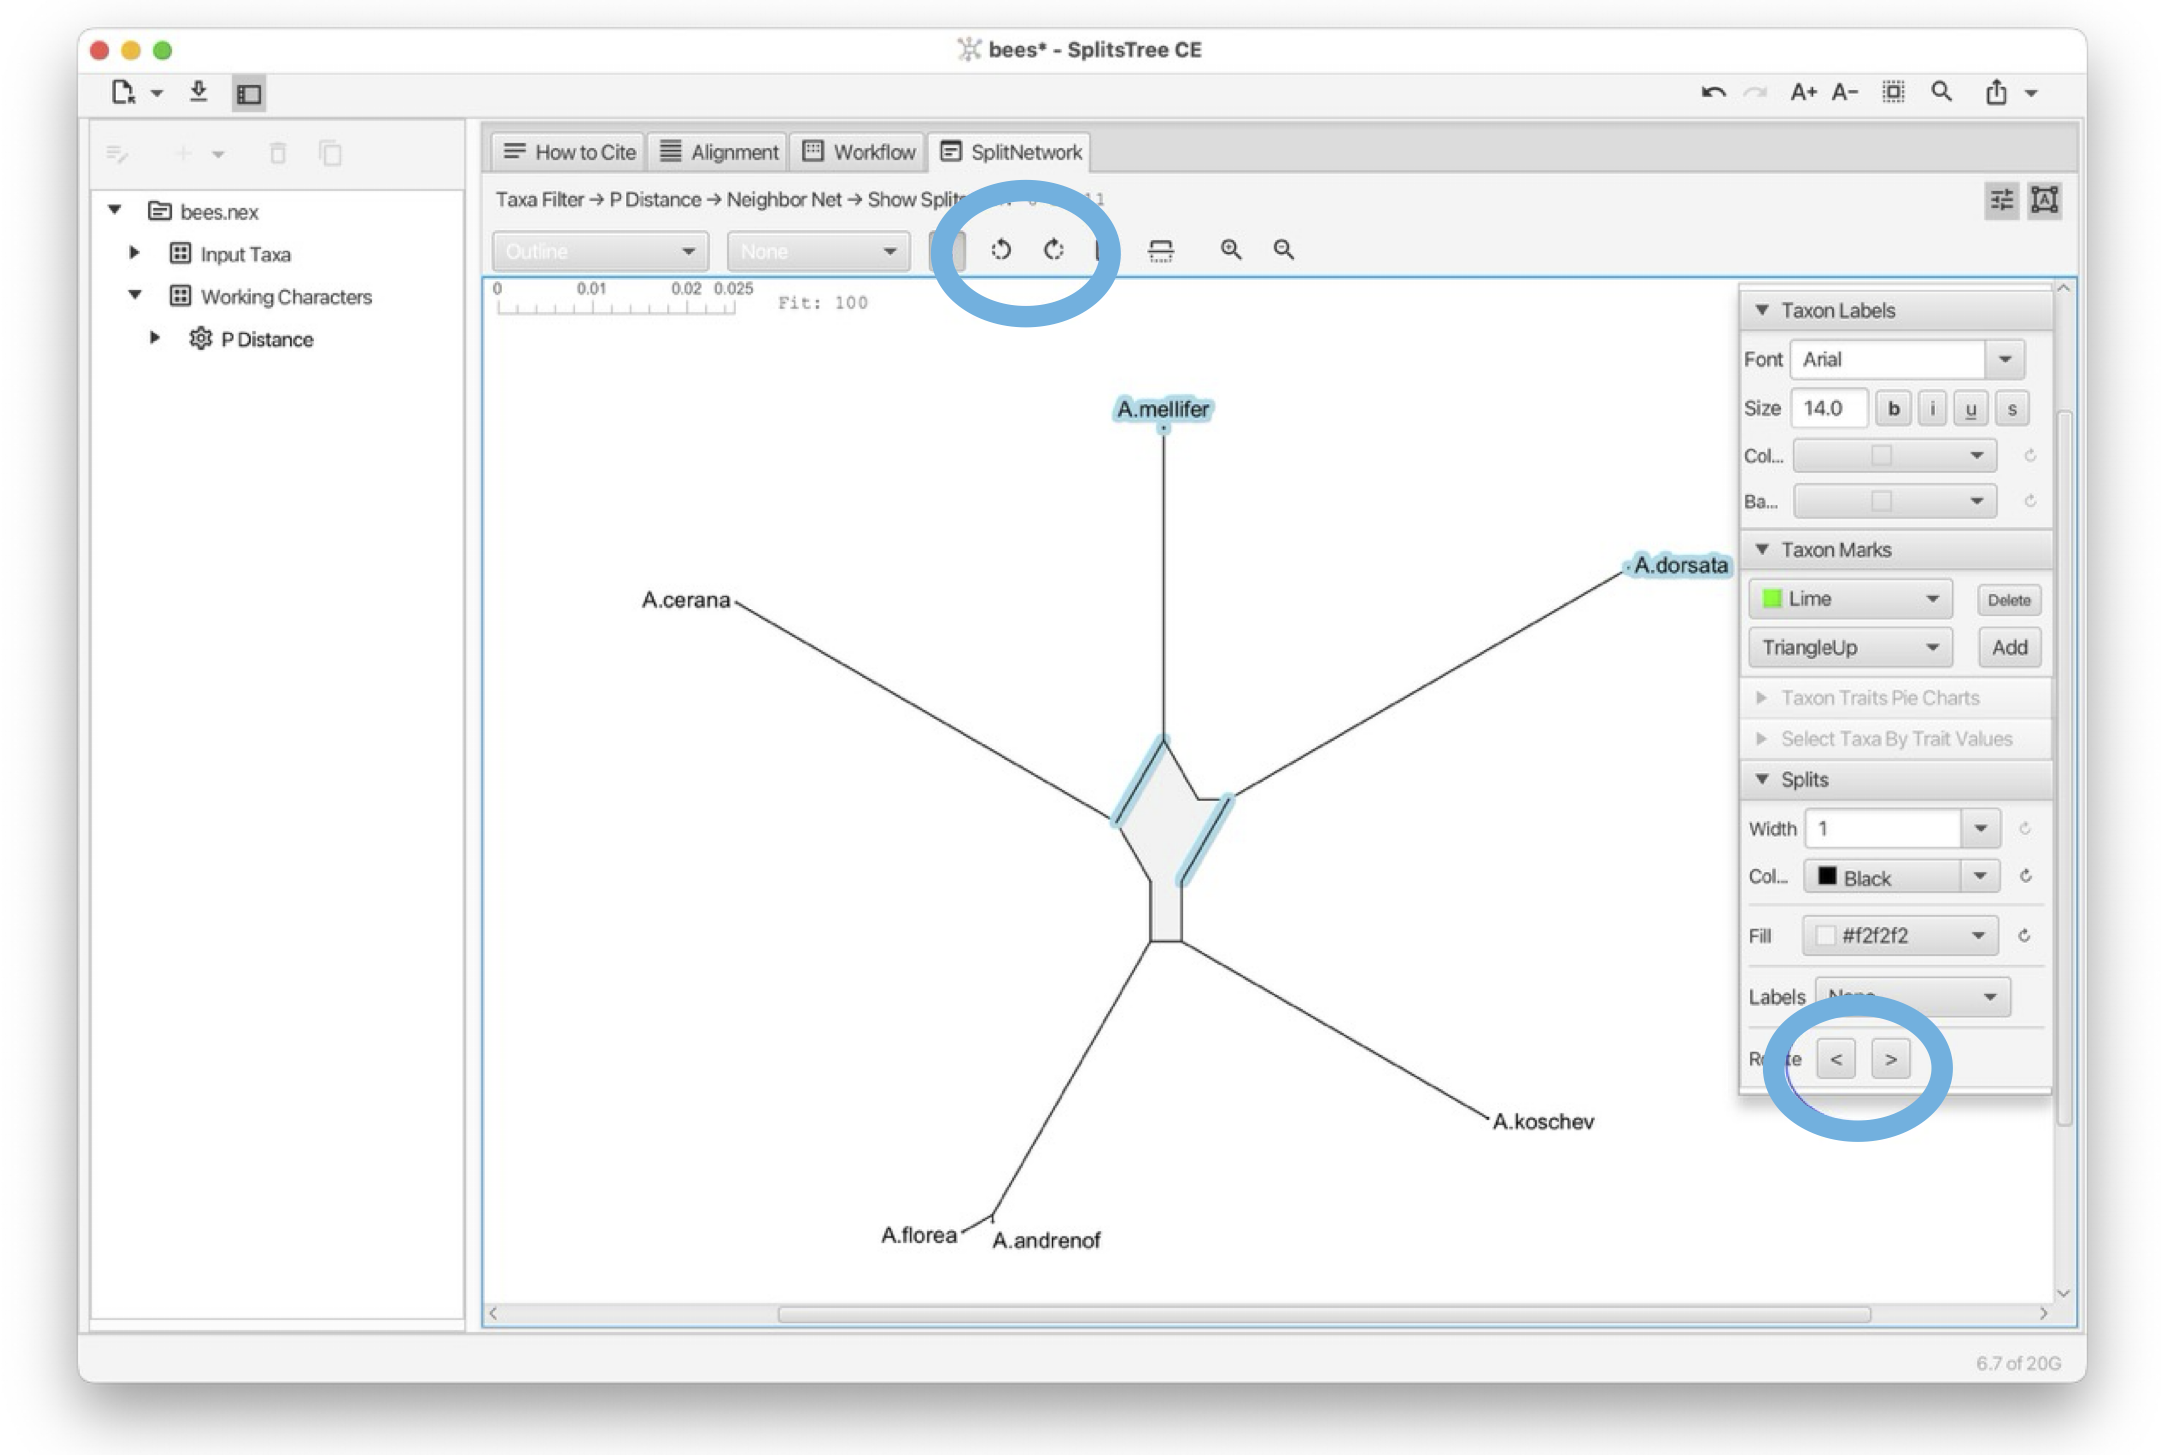 bees* - SplitsTree CE
A+ A-
How to Cite Alignment Workflow SplitNetwork
Taxa Filter → P Distance → Neighbor Net → Show Splits
Outline None
bees.nex
Input Taxa
Working Characters
P Distance
0 0.01 0.02 0.025
Fit: 100
A.mellifer
A.dorsata
A.cerana
A.koschev
A.florea
A.andrenof
Taxon Labels
Font Arial
Size 14.0 b i u s
Col...
Ba...
Taxon Marks
Lime Delete
TriangleUp Add
Taxon Traits Pie Charts
Select Taxa By Trait Values
Splits
Width 1
Col... Black
Fill #f2f2f2
Labels None
Rotate < >
6.7 of 20G